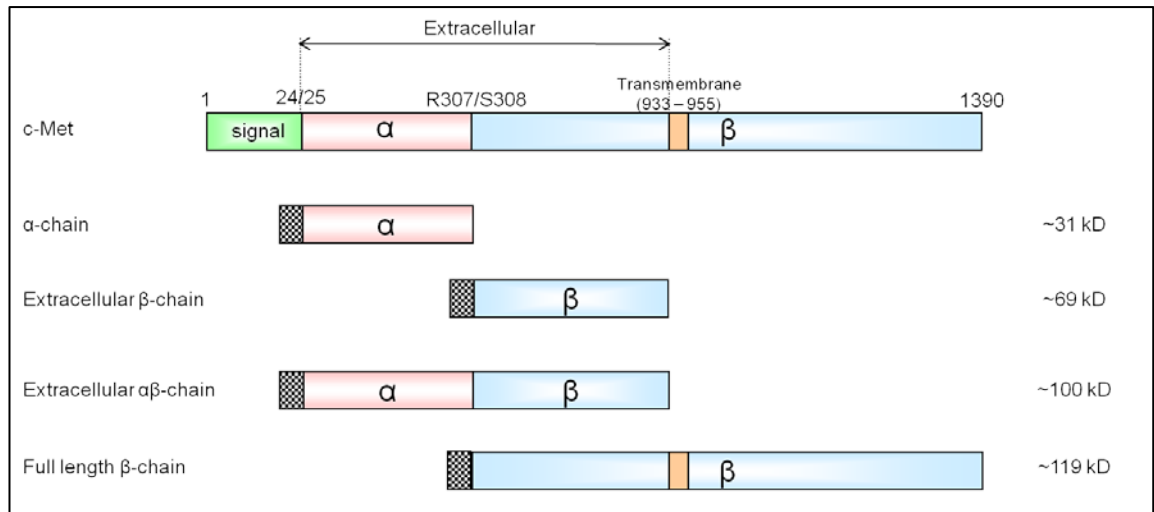 Extracellular
Transmembrane
1 24/25 R307/S308 (933–955) 1390
c-Met signal α β
α-chain α ~31 kD
Extracellular β-chain β ~69 kD
Extracellular αβ-chain α β ~100 kD
Full length β-chain β ~119 kD